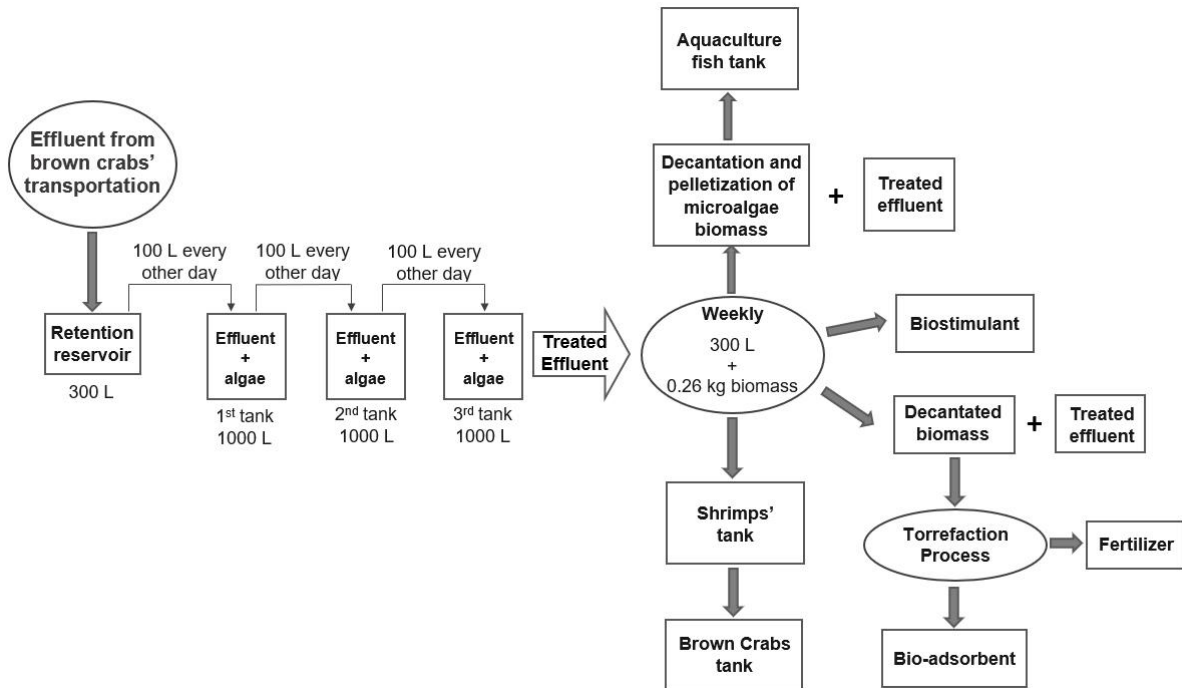 Effluent from
brown crabs'
transportation
Retention
reservoir
300 L
100 L every
other day
100 L every
other day
100 L every
other day
Effluent
+
algae
1st tank
1000 L
Effluent
+
algae
2nd tank
1000 L
Effluent
+
algae
3rd tank
1000 L
Treated
Effluent
Weekly
300 L
+
0.26 kg biomass
Aquaculture
fish tank
Decantation and
pelletization of
microalgae
biomass
+
Treated
effluent
Biostimulant
Decantated
biomass
+
Treated
effluent
Torrefaction
Process
Fertilizer
Bio-adsorbent
Shrimps'
tank
Brown Crabs
tank